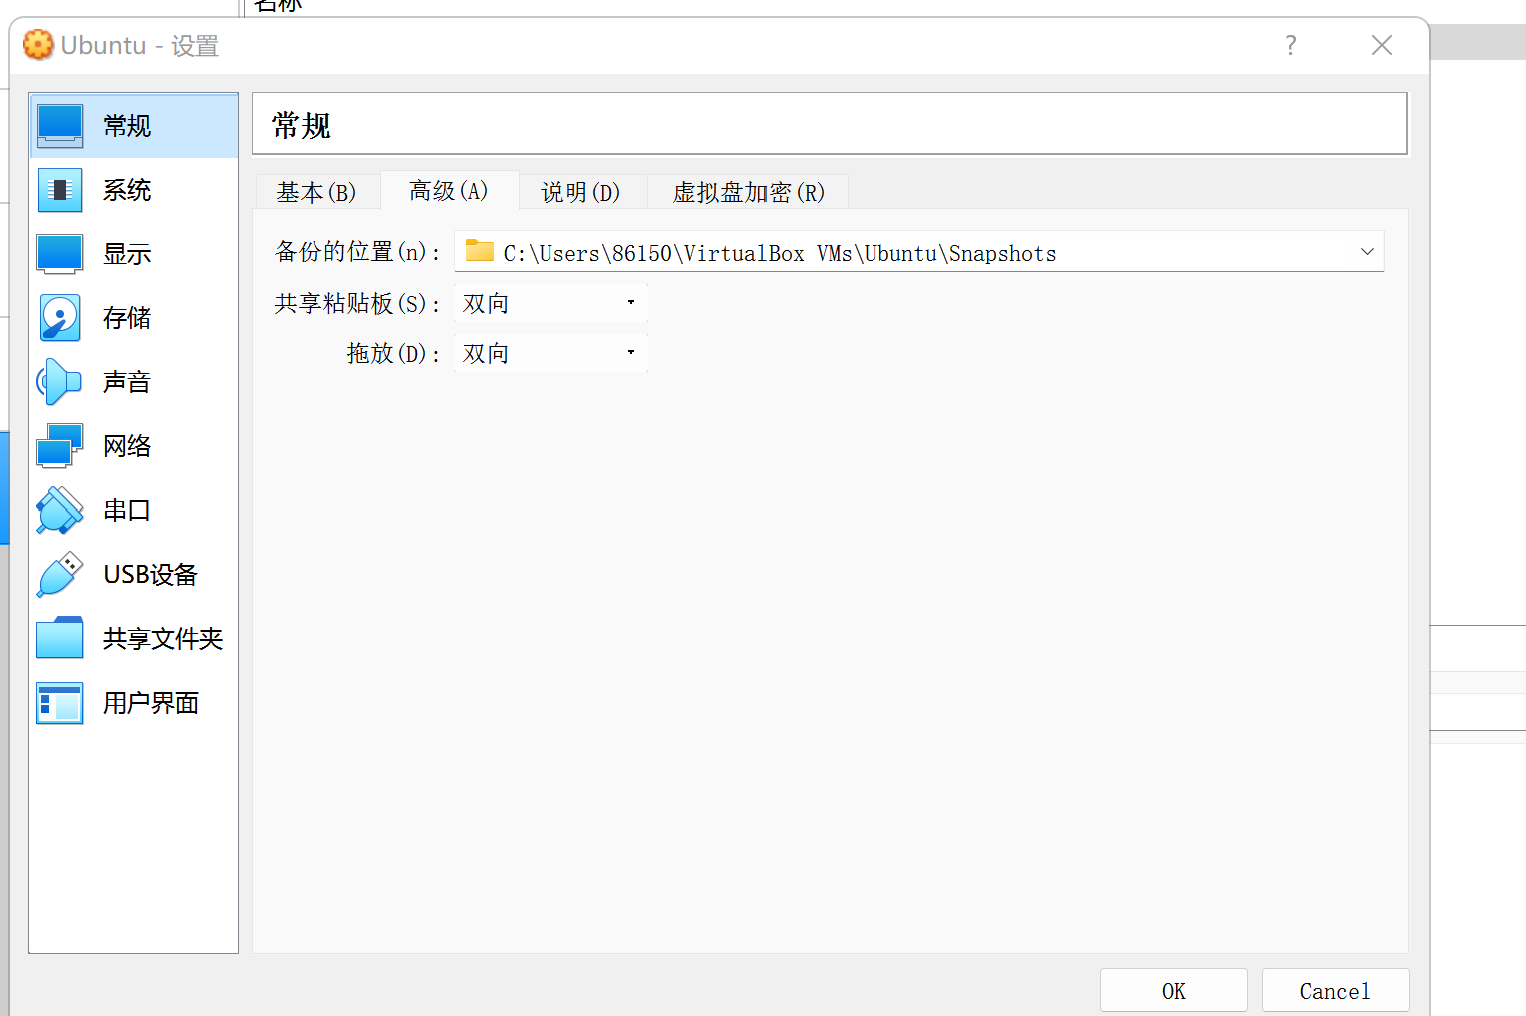 名称
Ubuntu - 设置
?
常规
系统
显示
存储
声音
网络
串口
USB设备
共享文件夹
用户界面
常规
基本(B) 高级(A) 说明(D) 虚拟盘加密(R)
备份的位置(n): C:\Users\86150\VirtualBox VMs\Ubuntu\Snapshots
共享粘贴板(S): 双向
拖放(D): 双向
OK Cancel